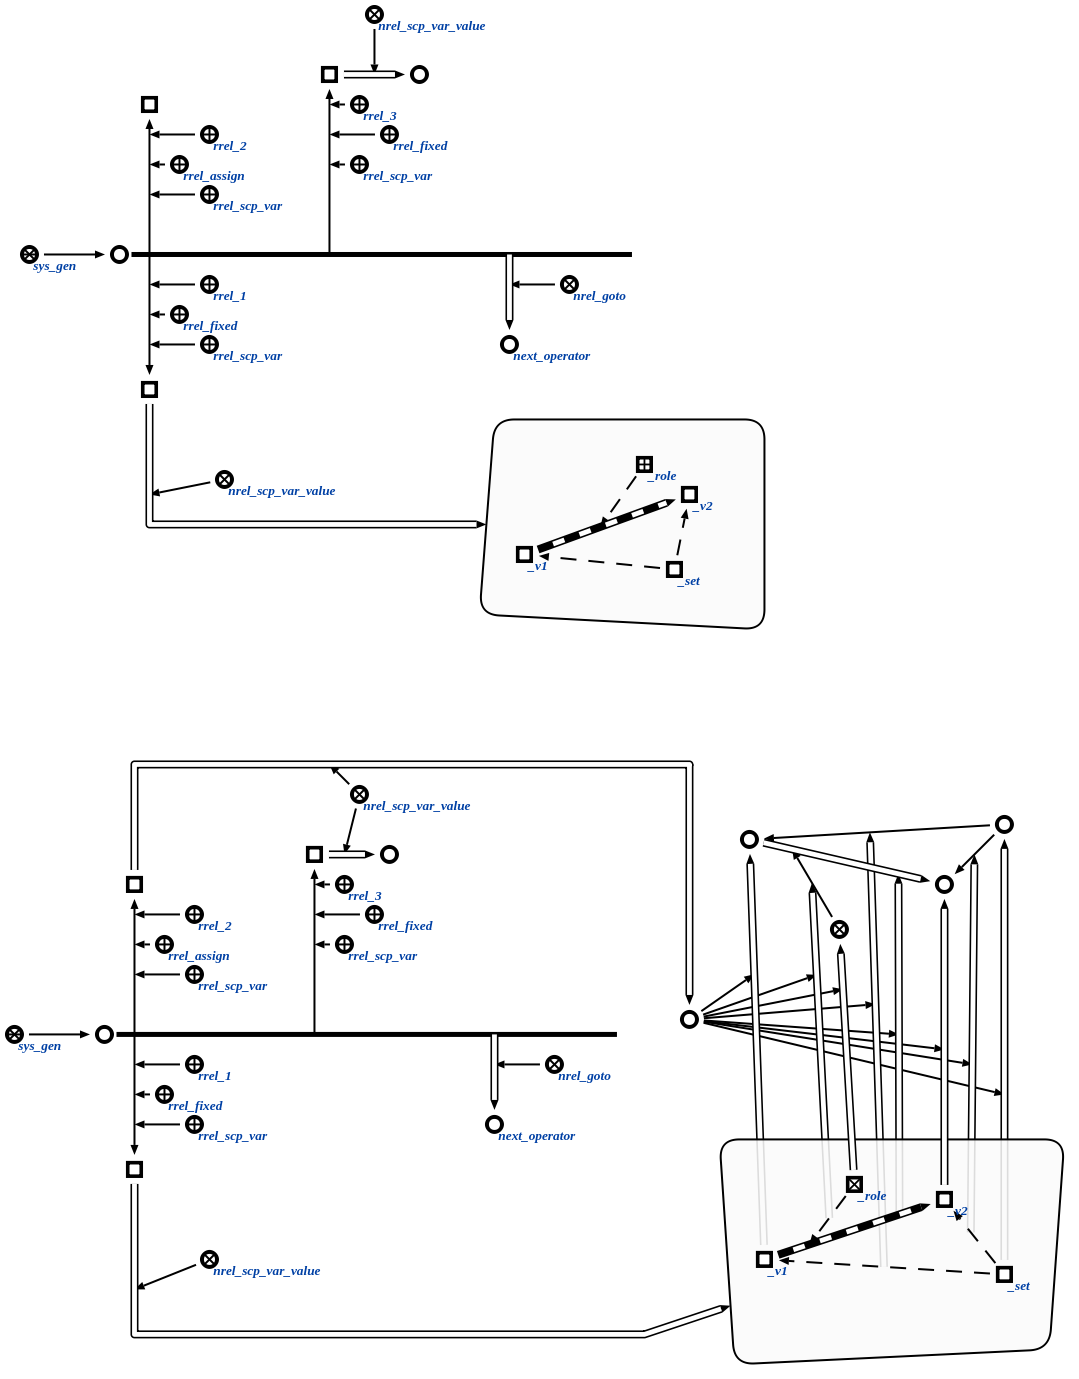 nrel_scp_var_value
rrel_3
rrel_2
rrel_fixed
rrel_assign
rrel_scp_var
rrel_scp_var
sys_gen
rrel_1
nrel_goto
rrel_fixed
rrel_scp_var
next_operator
_role
nrel_scp_var_value
_v2
_v1
_set
nrel_scp_var_value
rrel_3
rrel_2
rrel_fixed
rrel_assign
rrel_scp_var
rrel_scp_var
sys_gen
rrel_1
nrel_goto
rrel_fixed
rrel_scp_var
next_operator
_role
_v2
nrel_scp_var_value
_v1
_set